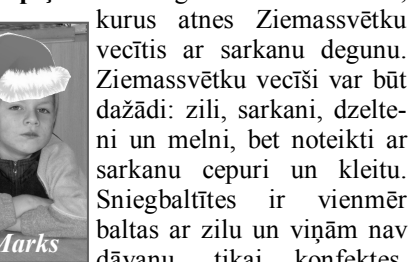 kurus atnes Ziemassvētku
vecītis ar sarkanu degunu.
Ziemassvētku vecīši var būt
dažādi: zili, sarkani, dzelte-
ni un melni, bet noteikti ar
sarkanu cepuri un kleitu.
Sniegbaltītes ir vienmēr
baltas ar zilu un viņām nav
dāvanu, tikai konfektes.
Marks